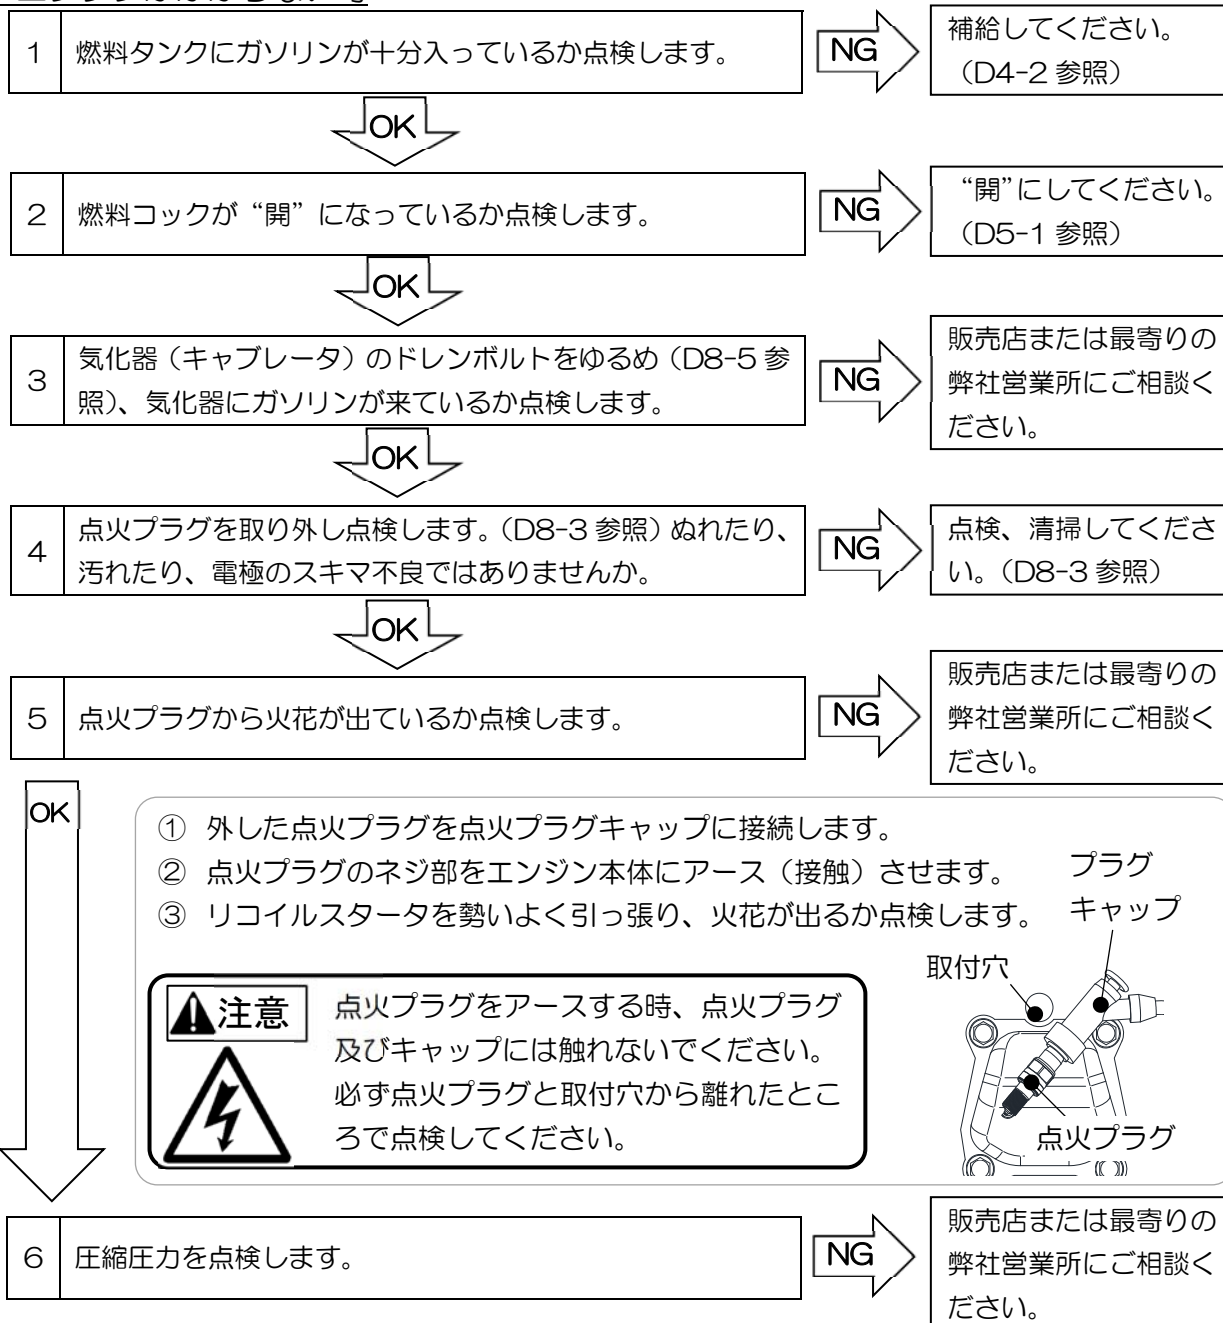 1 燃料タンクにガソリンが十分入っているか点検します。
NG
補給してください。
（D4-2 参照）
OK
2 燃料コックが“開”になっているか点検します。
NG
“開”にしてください。
（D5-1 参照）
OK
3 気化器（キャブレータ）のドレンボルトをゆるめ（D8-5 参
照）、気化器にガソリンが来ているか点検します。
NG
販売店または最寄りの
弊社営業所にご相談く
ださい。
OK
4 点火プラグを取り外し点検します。（D8-3 参照）ぬれたり、
汚れたり、電極のスキマ不良ではありませんか。
NG
点検、清掃してくださ
い。（D8-3 参照）
OK
5 点火プラグから火花が出ているか点検します。
NG
販売店または最寄りの
弊社営業所にご相談く
ださい。
OK
① 外した点火プラグを点火プラグキャップに接続します。
② 点火プラグのネジ部をエンジン本体にアース（接触）させます。
③ リコイルスタータを勢いよく引っ張り、火花が出るか点検します。
プラグ
キャップ
取付穴
点火プラグ
注意
点火プラグをアースする時、点火プラグ
及びキャップには触れないでください。
必ず点火プラグと取付穴から離れたとこ
ろで点検してください。
6 圧縮圧力を点検します。
NG
販売店または最寄りの
弊社営業所にご相談く
ださい。